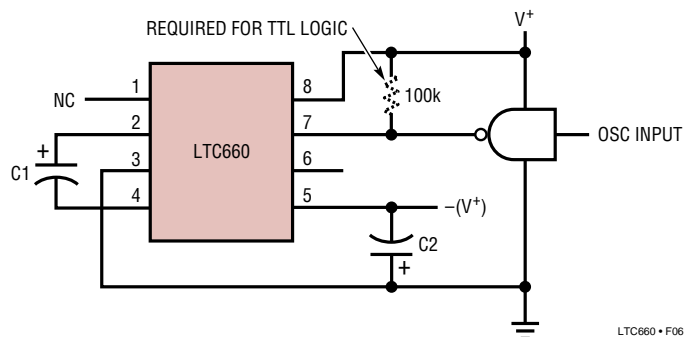 REQUIRED FOR TTL LOGIC
V+
NC
1
8
100k
2
7
OSC INPUT
+
C1
LTC660
3
6
4
5
–(V+)
C2
+
LTC660 • F06